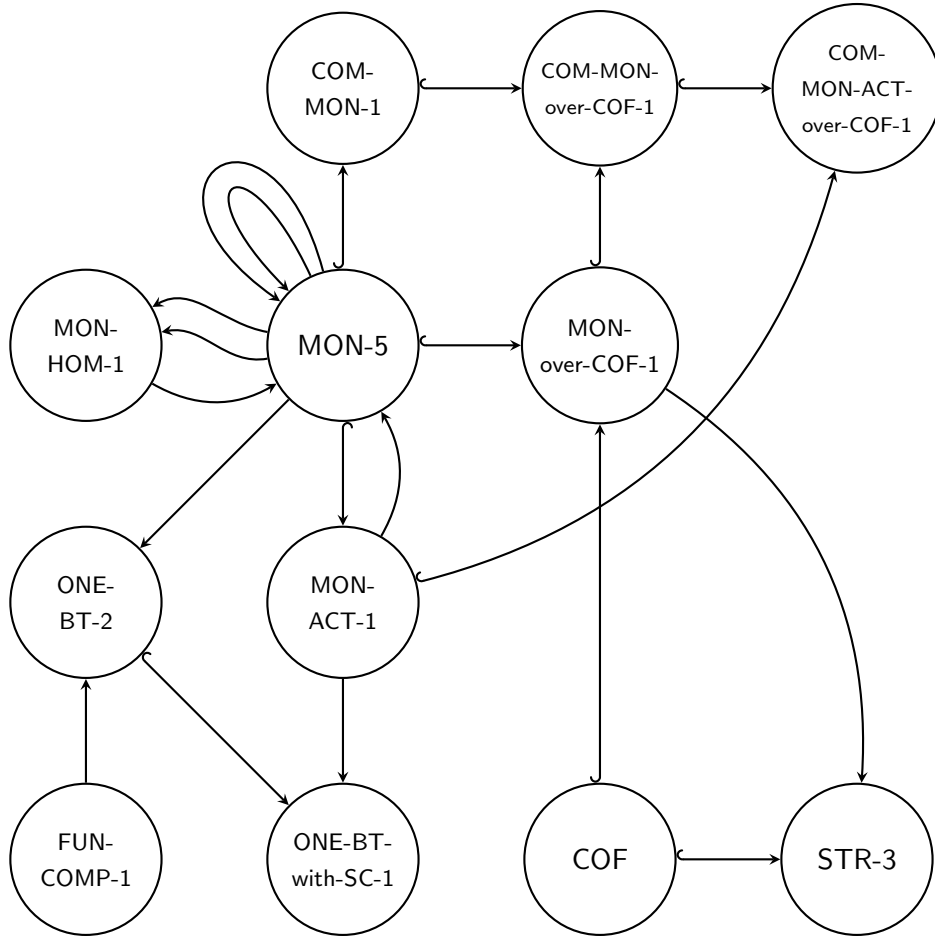 COM-
MON-1
COM-MON-
over-COF-1
COM-
MON-ACT-
over-COF-1
MON-
HOM-1
MON-5
MON-
over-COF-1
ONE-
BT-2
MON-
ACT-1
FUN-
COMP-1
ONE-BT-
with-SC-1
COF
STR-3